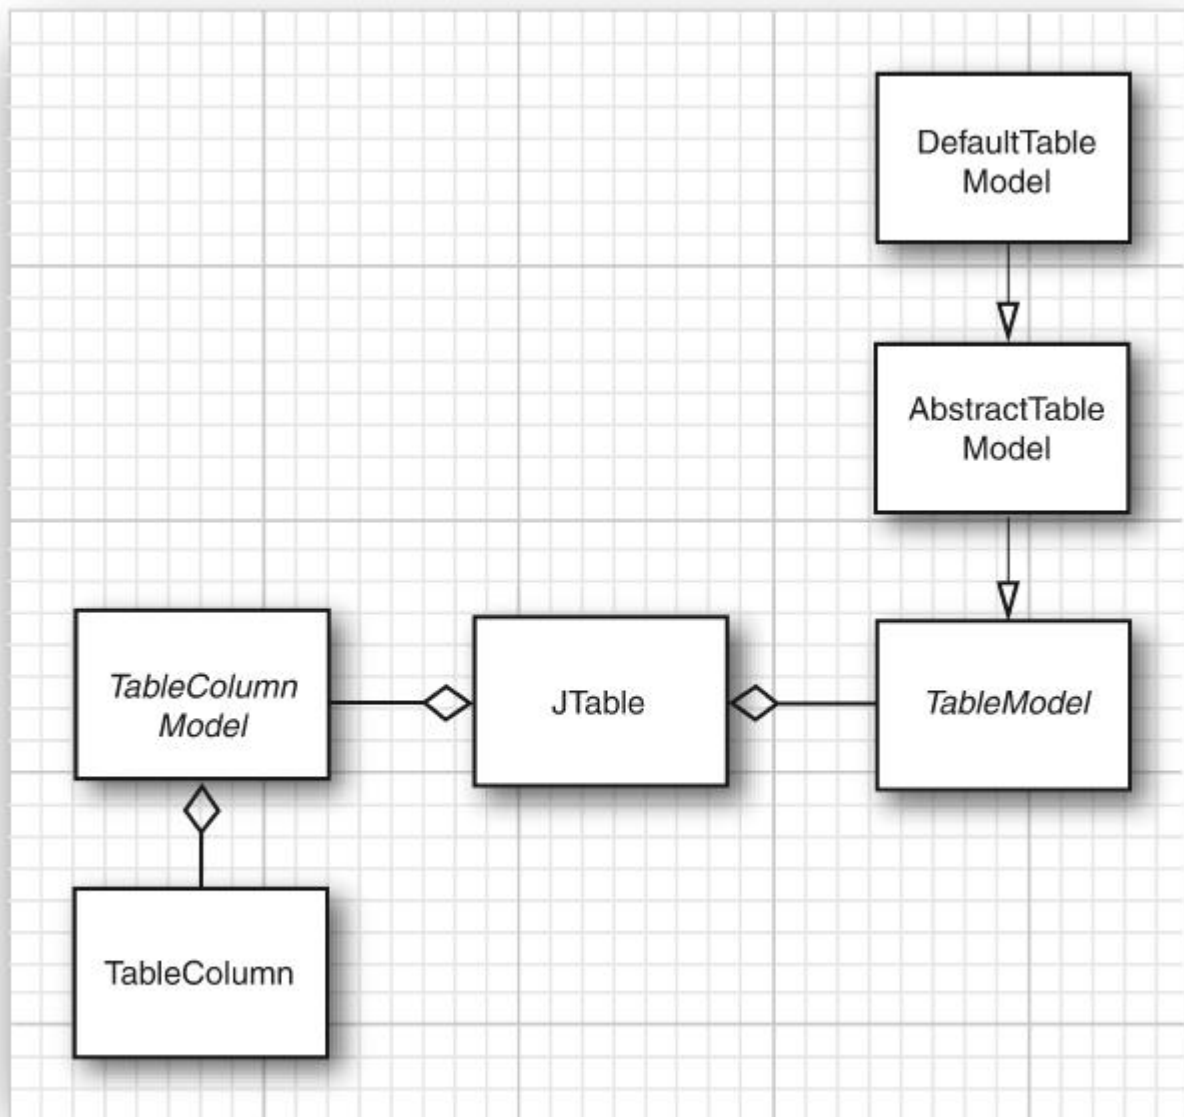 DefaultTable
Model
AbstractTable
Model
TableColumn
Model
JTable
TableModel
TableColumn